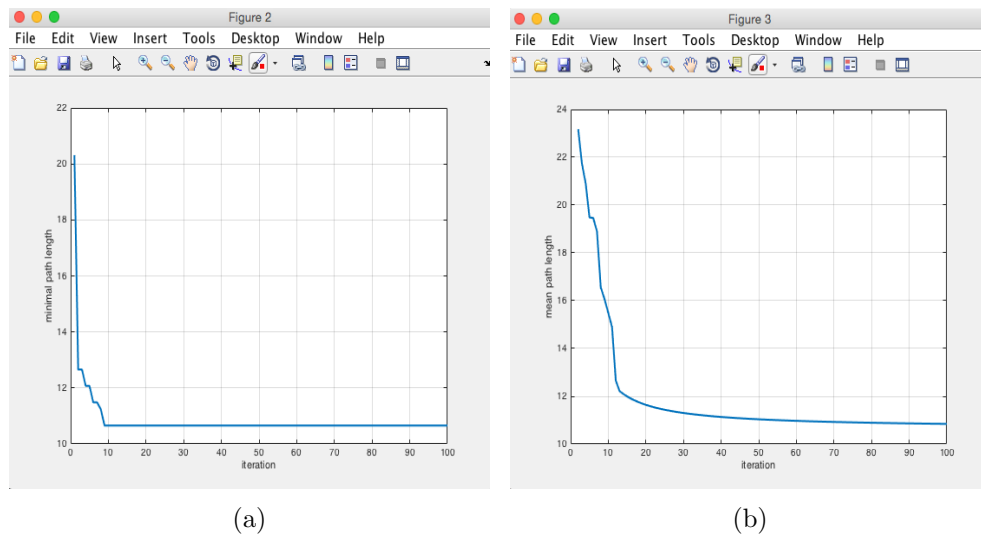 Figure 2
File Edit View Insert Tools Desktop Window Help
22
20
18
16
14
12
10
minimal path length
0 10 20 30 40 50 60 70 80 90 100
iteration
(a)
Figure 3
File Edit View Insert Tools Desktop Window Help
24
22
20
18
16
14
12
10
mean path length
0 10 20 30 40 50 60 70 80 90 100
iteration
(b)